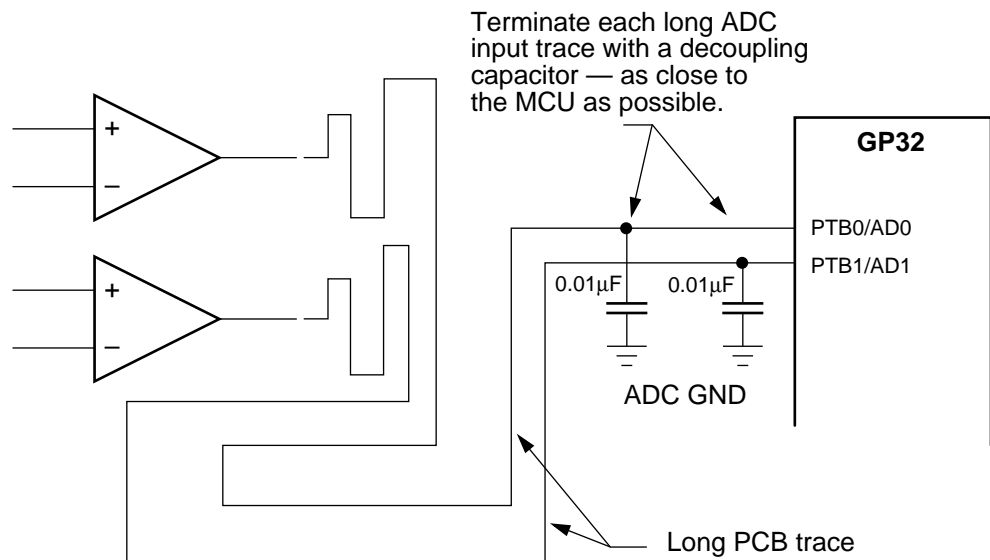 Terminate each long ADC
input trace with a decoupling
capacitor — as close to
the MCU as possible.
GP32
+
−
PTB0/AD0
PTB1/AD1
0.01µF
0.01µF
+
−
ADC GND
Long PCB trace